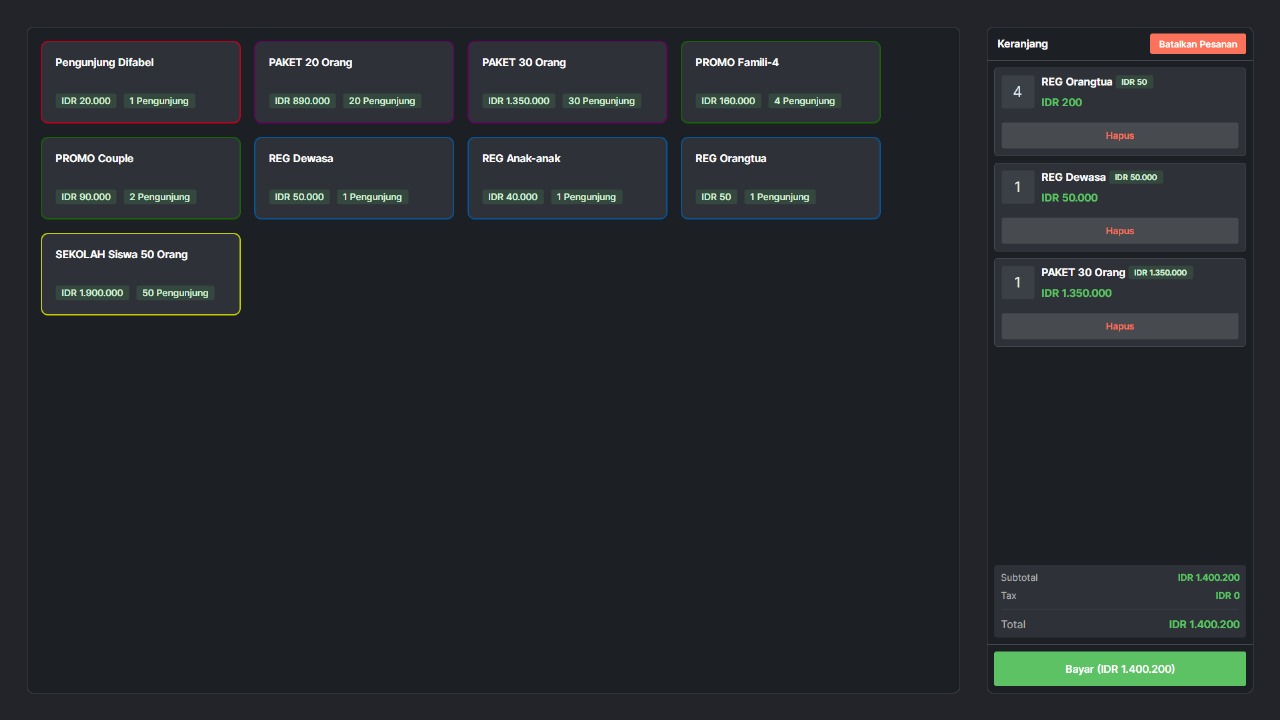 Pengunjung Difabel
IDR 20.000 1 Pengunjung
PAKET 20 Orang
IDR 890.000 20 Pengunjung
PAKET 30 Orang
IDR 1.350.000 30 Pengunjung
PROMO Famili-4
IDR 160.000 4 Pengunjung
PROMO Couple
IDR 90.000 2 Pengunjung
REG Dewasa
IDR 50.000 1 Pengunjung
REG Anak-anak
IDR 40.000 1 Pengunjung
REG Orangtua
IDR 50 1 Pengunjung
SEKOLAH Siswa 50 Orang
IDR 1.900.000 50 Pengunjung
Keranjang Batalkan Pesanan
4 REG Orangtua IDR 50
IDR 200
Hapus
1 REG Dewasa IDR 50.000
IDR 50.000
Hapus
1 PAKET 30 Orang IDR 1.350.000
IDR 1.350.000
Hapus
Subtotal IDR 1.400.200
Tax IDR 0
Total IDR 1.400.200
Bayar (IDR 1.400.200)